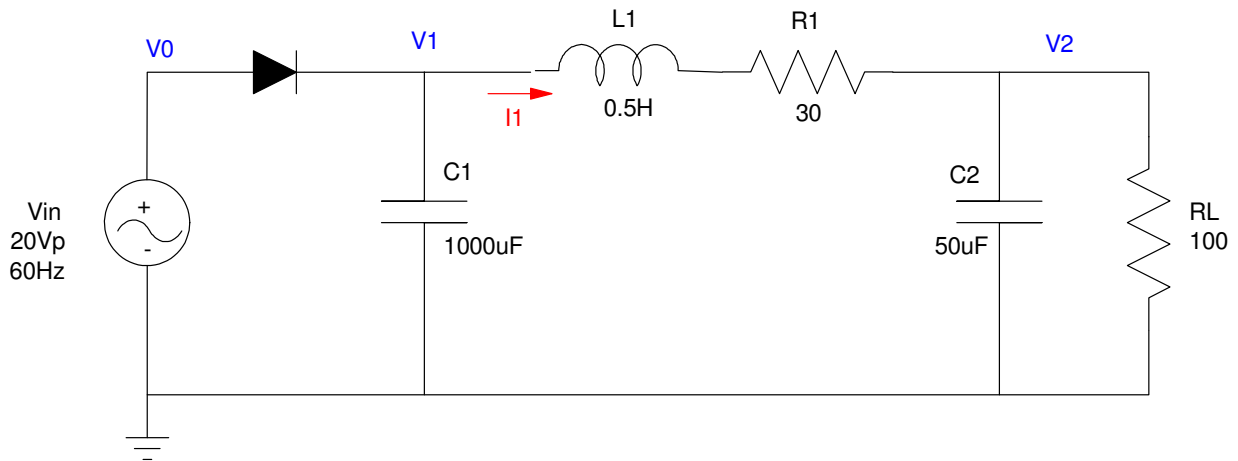 V0
V1
L1
0.5H
R1
30
V2
I1
C1
1000uF
C2
50uF
Vin
20Vp
60Hz
+
-
RL
100